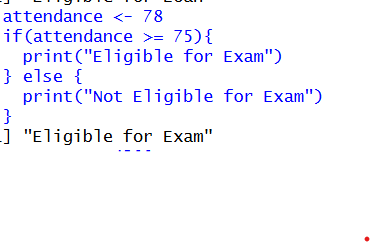 attendance <- 78
if(attendance >= 75){
  print("Eligible for Exam")
} else {
  print("Not Eligible for Exam")
}
] "Eligible for Exam"